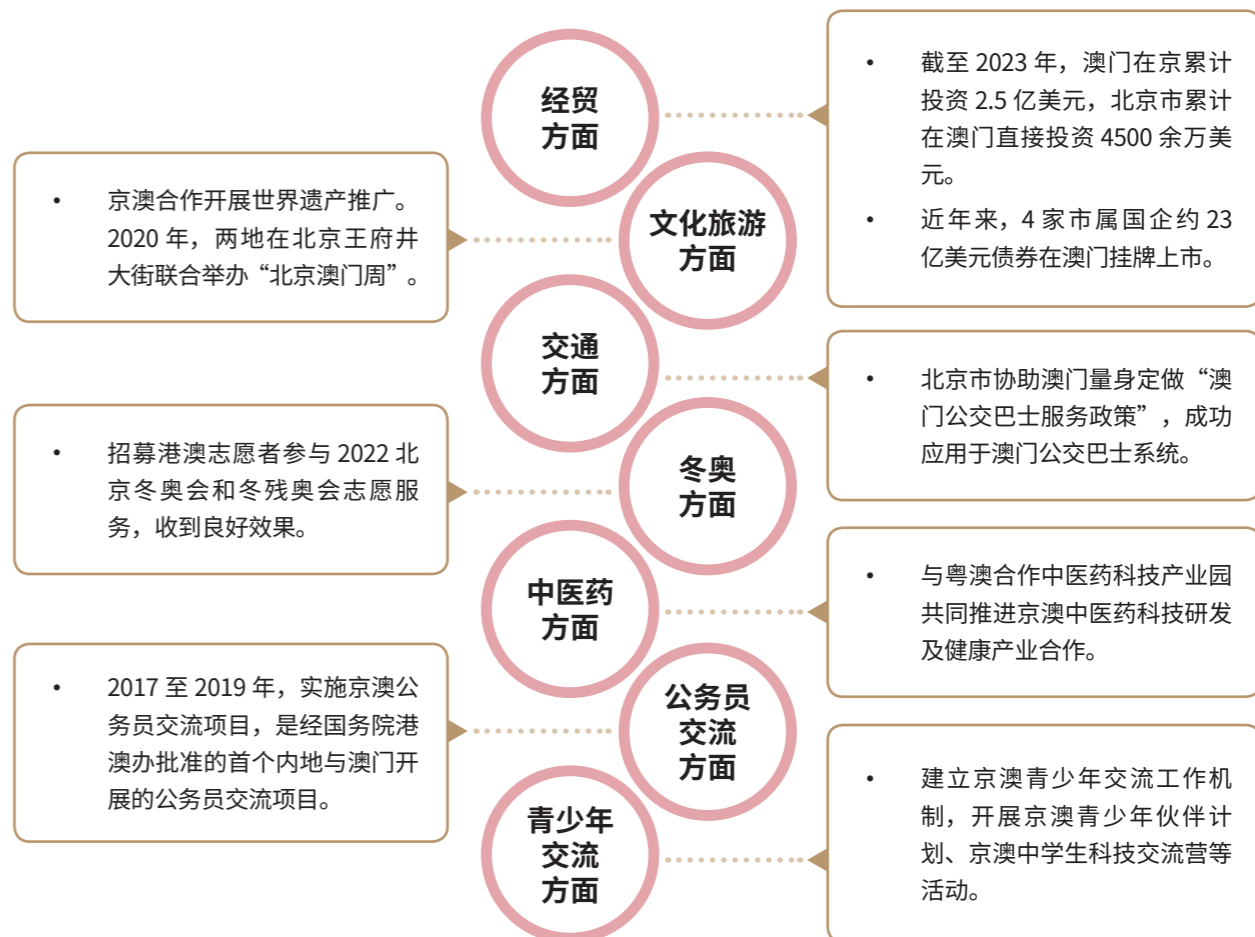 经贸
方面
• 截至 2023 年，澳门在京累计
投资 2.5 亿美元，北京市累计
在澳门直接投资 4500 余万美
元。
• 近年来，4 家市属国企约 23
亿美元债券在澳门挂牌上市。
文化旅游
方面
• 京澳合作开展世界遗产推广。
2020 年，两地在北京王府井
大街联合举办“北京澳门周”。
交通
方面
• 北京市协助澳门量身定做“澳
门公交巴士服务政策”，成功
应用于澳门公交巴士系统。
冬奥
方面
• 招募港澳志愿者参与 2022 北
京冬奥会和冬残奥会志愿服
务，收到良好效果。
中医药
方面
• 与粤澳合作中医药科技产业园
共同推进京澳中医药科技研发
及健康产业合作。
公务员
交流
方面
• 2017 至 2019 年，实施京澳公
务员交流项目，是经国务院港
澳办批准的首个内地与澳门开
展的公务员交流项目。
青少年
交流
方面
• 建立京澳青少年交流工作机
制，开展京澳青少年伙伴计
划、京澳中学生科技交流营等
活动。